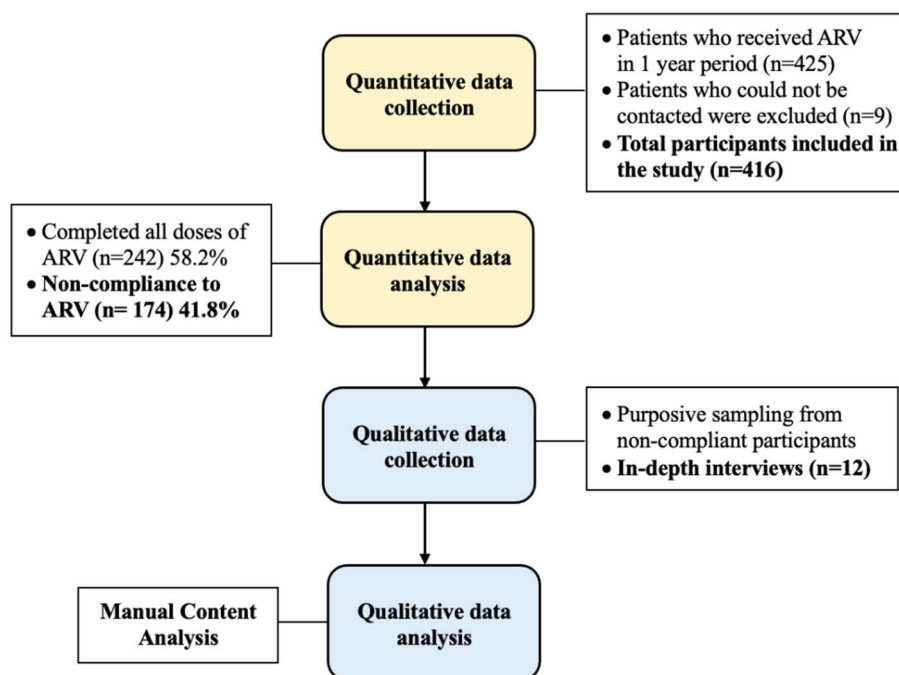 Quantitative data
collection
• Patients who received ARV
in 1 year period (n=425)
• Patients who could not be
contacted were excluded (n=9)
• Total participants included in
the study (n=416)
• Completed all doses of
ARV (n=242) 58.2%
• Non-compliance to
ARV (n= 174) 41.8%
Quantitative data
analysis
Qualitative data
collection
• Purposive sampling from
non-compliant participants
• In-depth interviews (n=12)
Manual Content
Analysis
Qualitative data
analysis